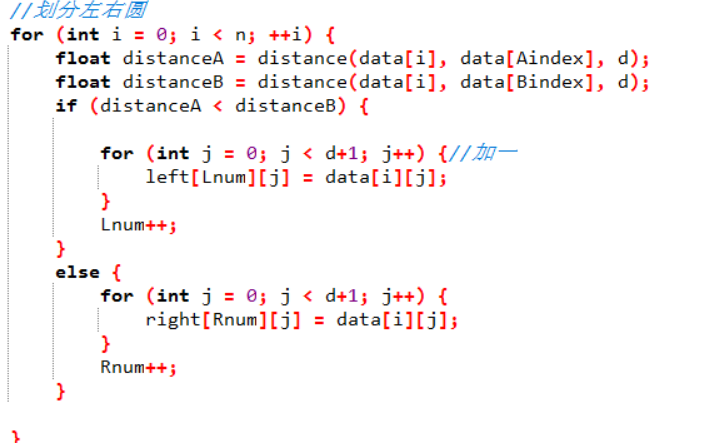 //划分左右圆
for (int i = 0; i < n; ++i) {
    float distanceA = distance(data[i], data[Aindex], d);
    float distanceB = distance(data[i], data[Bindex], d);
    if (distanceA < distanceB) {
        for (int j = 0; j < d+1; j++) {//加一
            left[Lnum][j] = data[i][j];
        }
        Lnum++;
    }
    else {
        for (int j = 0; j < d+1; j++) {
            right[Rnum][j] = data[i][j];
        }
        Rnum++;
    }
}